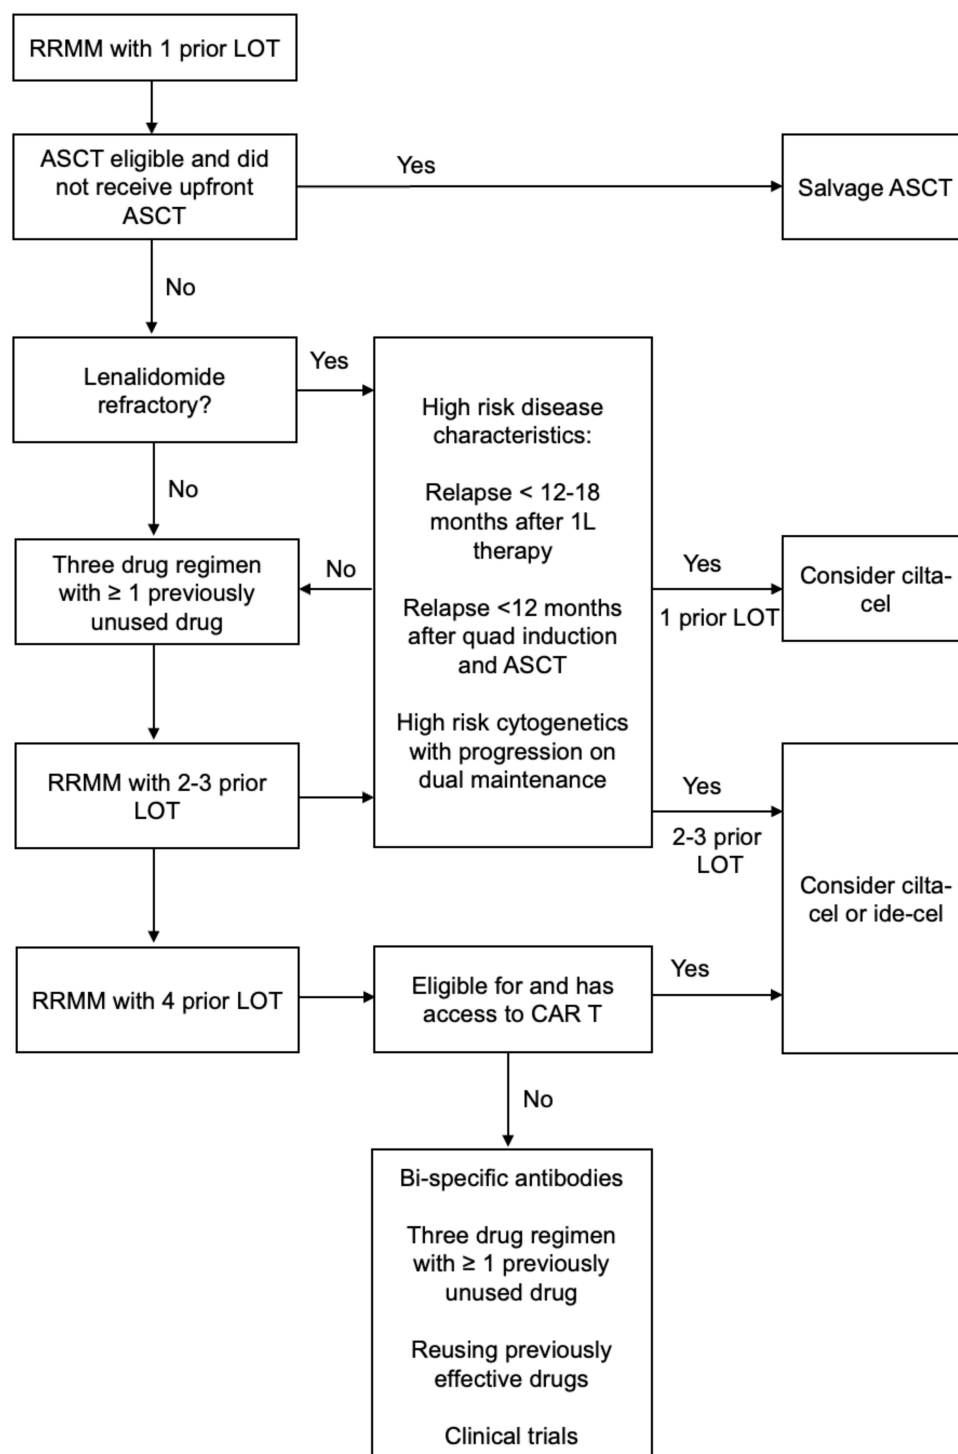 RRMM with 1 prior LOT
ASCT eligible and did
not receive upfront
ASCT
Yes
Salvage ASCT
No
Lenalidomide
refractory?
Yes
High risk disease
characteristics:
Relapse < 12-18
months after 1L
therapy
Relapse <12 months
after quad induction
and ASCT
High risk cytogenetics
with progression on
dual maintenance
No
Three drug regimen
with ≥ 1 previously
unused drug
No
Yes
1 prior LOT
Consider cilta-
cel
RRMM with 2-3 prior
LOT
Yes
2-3 prior
LOT
Consider cilta-
cel or ide-cel
RRMM with 4 prior LOT
Eligible for and has
access to CAR T
Yes
No
Bi-specific antibodies
Three drug regimen
with ≥ 1 previously
unused drug
Reusing previously
effective drugs
Clinical trials